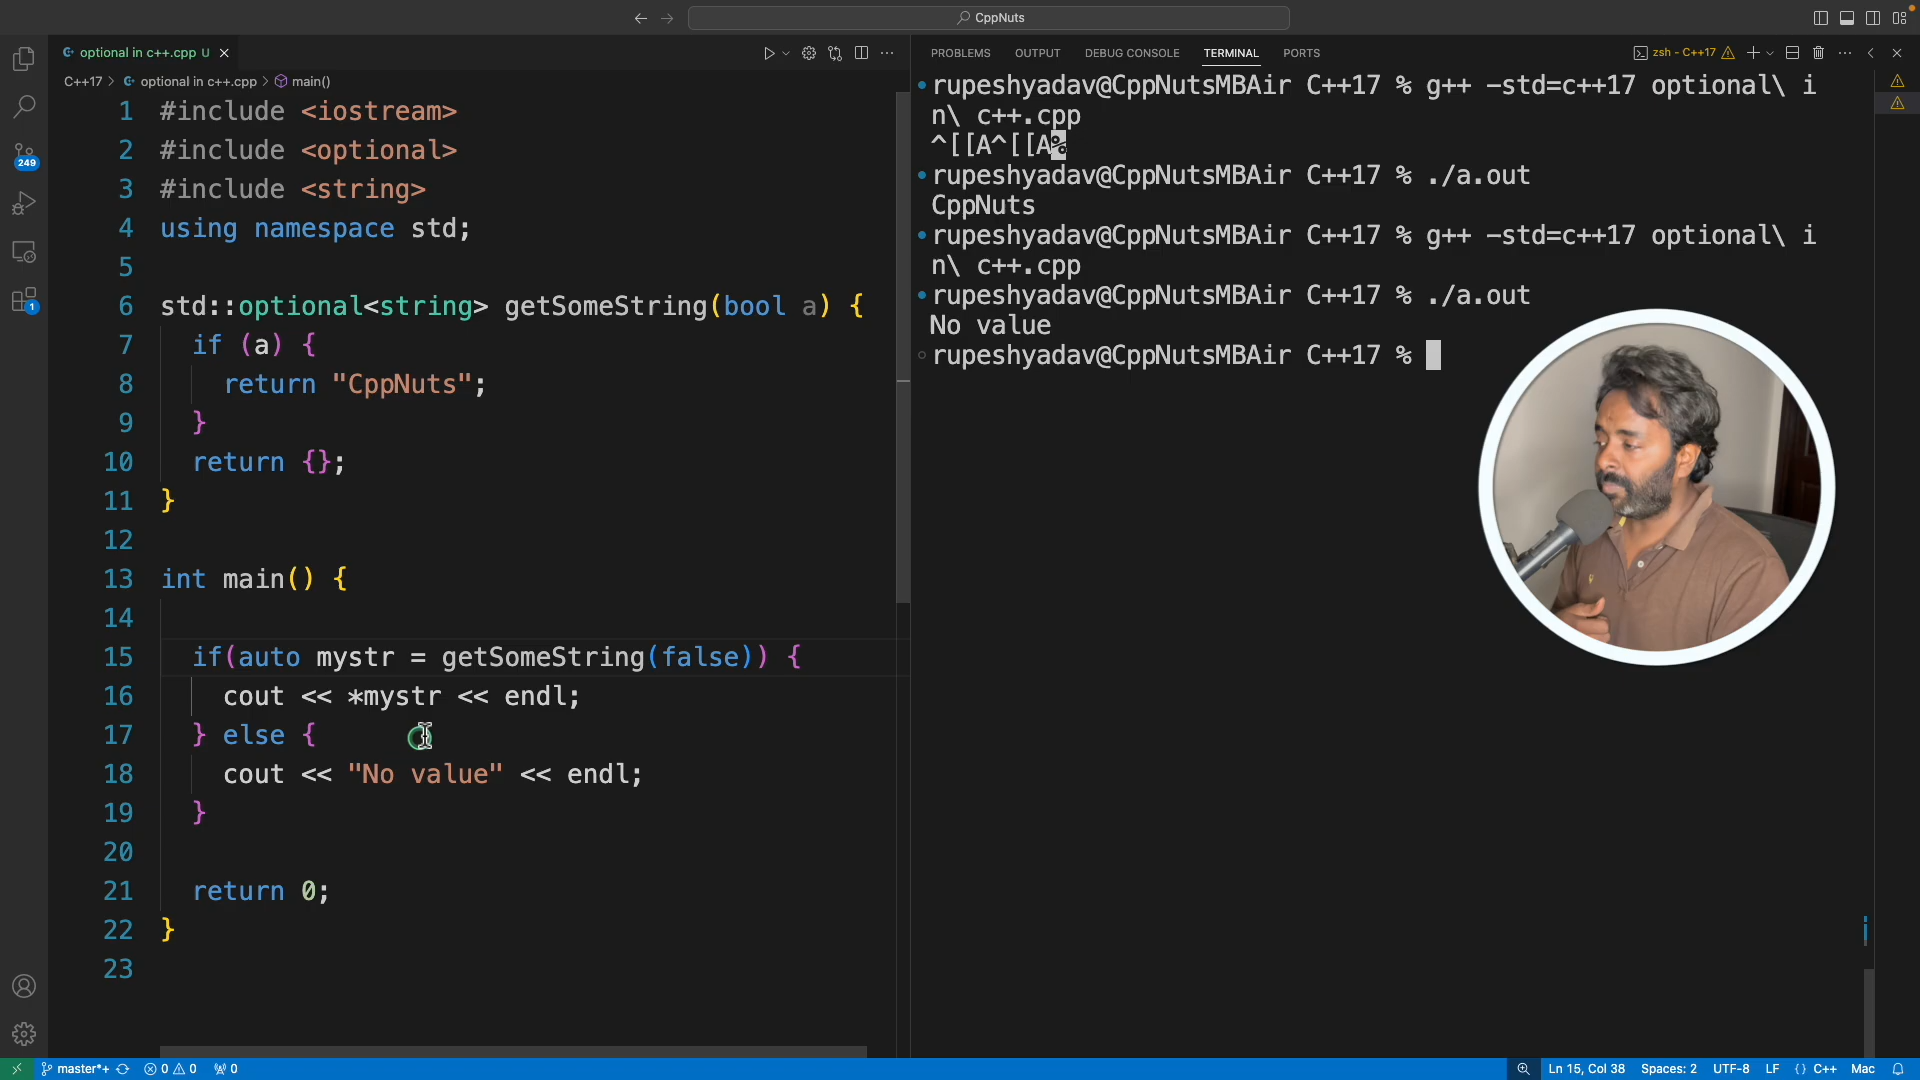 CppNuts
optional in c++.cpp U
C++17 > optional in c++.cpp > main()
1 #include <iostream>
2 #include <optional>
3 #include <string>
4 using namespace std;
5
6 std::optional<string> getSomeString(bool a) {
7 if (a) {
8 return "CppNuts";
9 }
10 return {};
11 }
12
13 int main() {
14
15 if(auto mystr = getSomeString(false)) {
16 cout << *mystr << endl;
17 } else {
18 cout << "No value" << endl;
19 }
20
21 return 0;
22 }
23
PROBLEMS OUTPUT DEBUG CONSOLE TERMINAL PORTS
zsh - C++17
rupeshyadav@CppNutsMBAir C++17 % g++ -std=c++17 optional\ i
n\ c++.cpp
^[[A^[[A%
rupeshyadav@CppNutsMBAir C++17 % ./a.out
CppNuts
rupeshyadav@CppNutsMBAir C++17 % g++ -std=c++17 optional\ i
n\ c++.cpp
rupeshyadav@CppNutsMBAir C++17 % ./a.out
No value
rupeshyadav@CppNutsMBAir C++17 %
249
1
master*+ 0 0 0
Ln 15, Col 38 Spaces: 2 UTF-8 LF {} C++ Mac